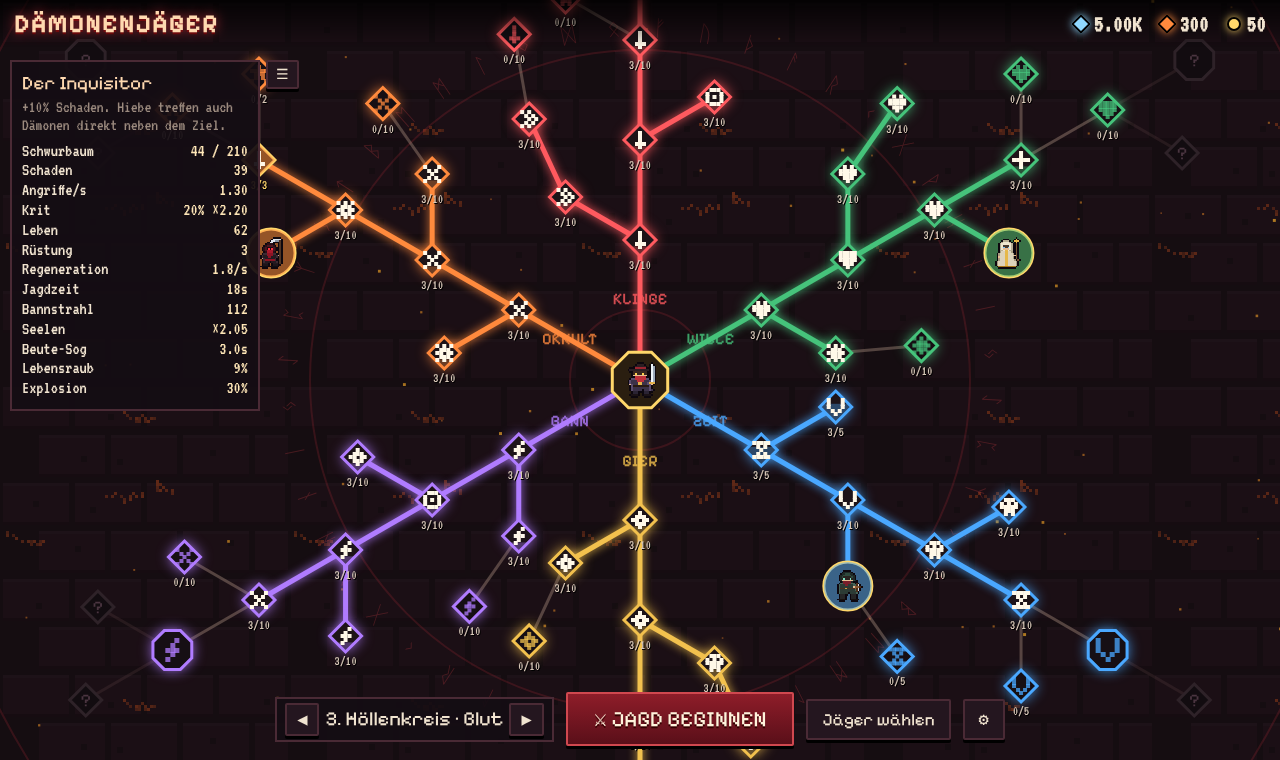 DÄMONENJÄGER
5.00K
300
50
Der Inquisitor
+10% Schaden. Hiebe treffen auch
Dämonen direkt neben dem Ziel.
Schwurbaum 44 / 210
Schaden 39
Angriffe/s 1.30
Krit 20% ×2.20
Leben 62
Rüstung 3
Regeneration 1.8/s
Jagdzeit 18s
Bannstrahl 112
Seelen ×2.05
Beute-Sog 3.0s
Lebensraub 9%
Explosion 30%
0/10
0/10
3/10
0/10
3/10
3/10
3/10
0/10
3/10
0/10
?
?
3/10
3/10
3/10
3/10
3/10
3/10
3/10
3/10
3/10
3/10
3/10
KLINGE
3/10
3/10
OKKULT
WILLE
3/10
3/10
0/10
BANN
ZEIT
3/5
GIER
3/10
3/10
3/5
3/10
3/10
3/10
3/10
3/10
3/10
3/10
0/10
3/10
3/10
?
3/10
3/10
0/10
3/10
3/10
0/10
0/5
3/10
?
0/5
?
3. Höllenkreis · Blut
⚔ JAGD BEGINNEN
Jäger wählen